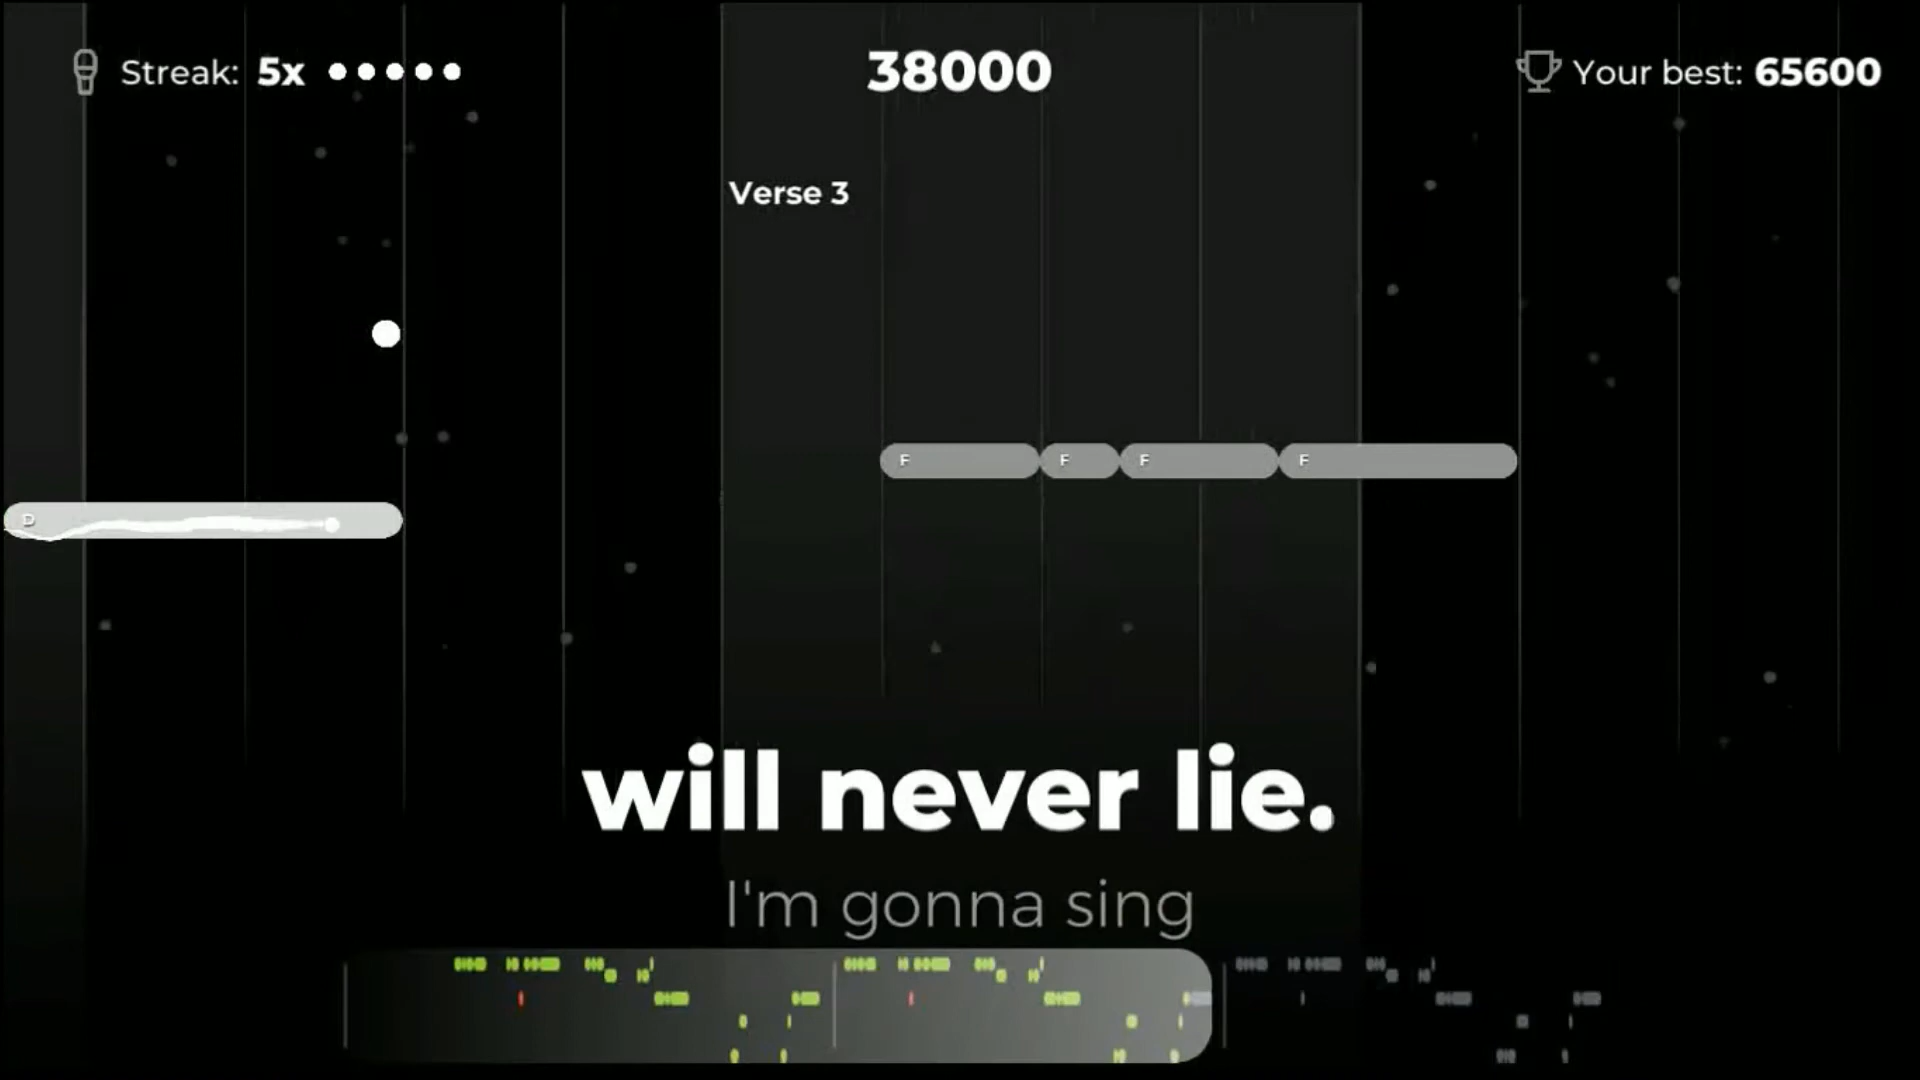 Streak: 5x
38000
Your best: 65600
Verse 3
F F F F
D
will never lie.
I'm gonna sing